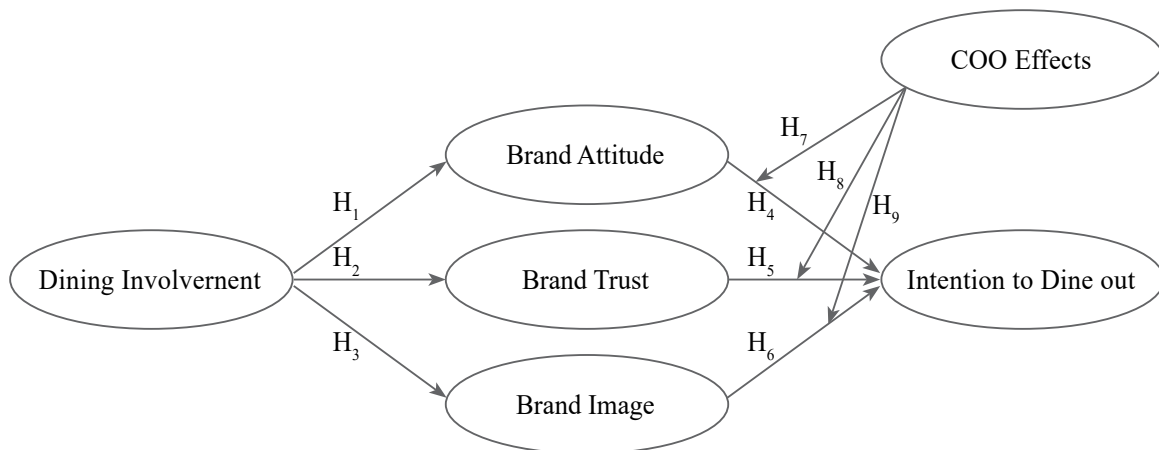 COO Effects
H7
Brand Attitude
H8
H1
H4
H9
Dining Involvernent
H2
Brand Trust
H5
Intention to Dine out
H3
H6
Brand Image